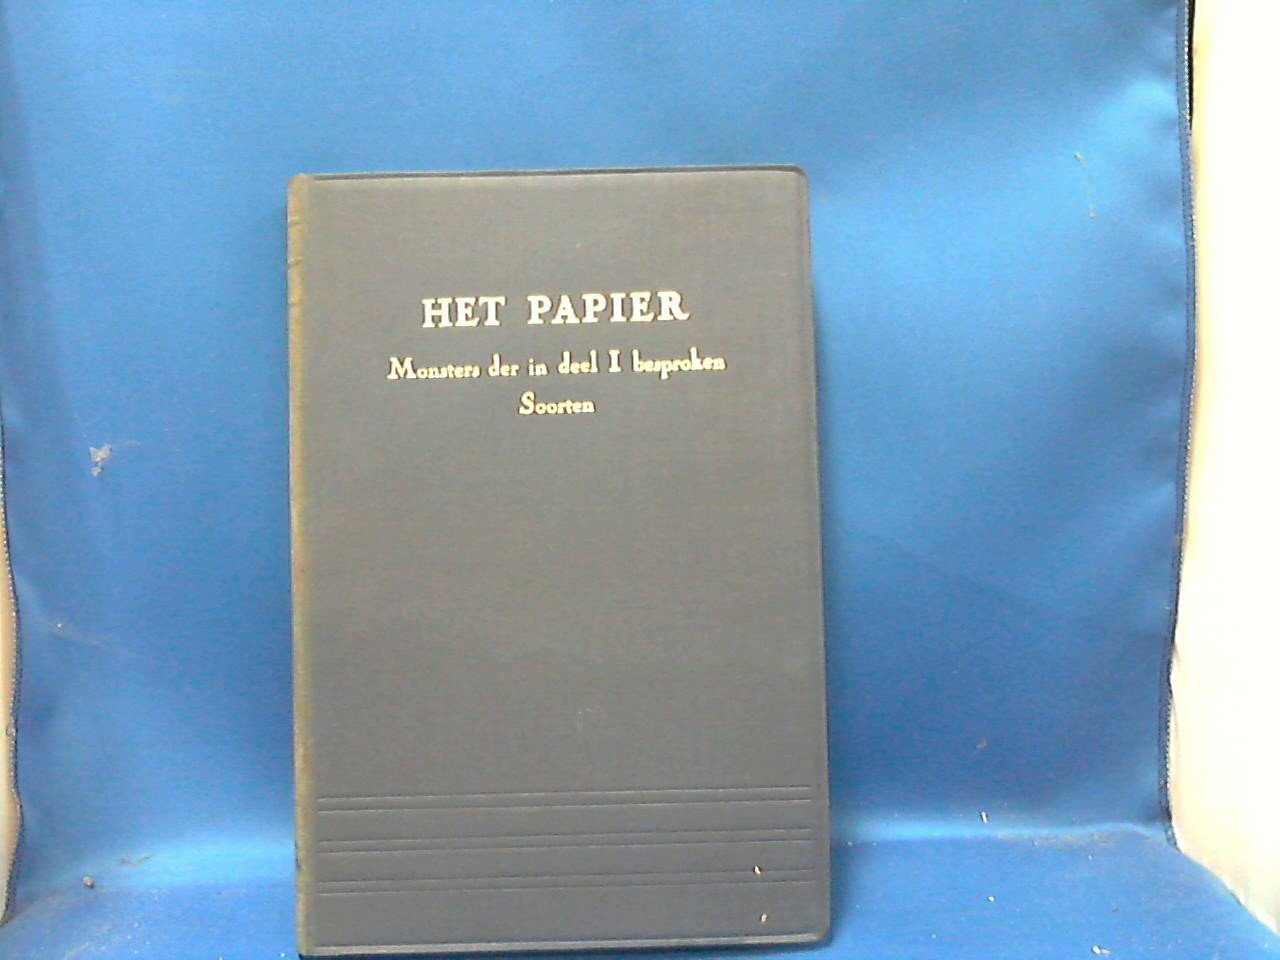 HET PAPIER
Monsters der in deel I besproken
Soorten